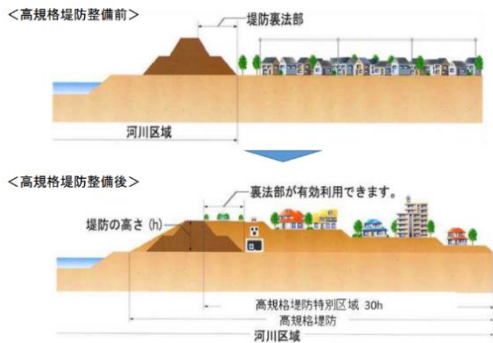 <高規格堤防整備前>
堤防裏法部
河川区域
<高規格堤防整備後>
裏法部が有効利用できます。
堤防の高さ(h)
高規格堤防特別区域 30h
高規格堤防
河川区域